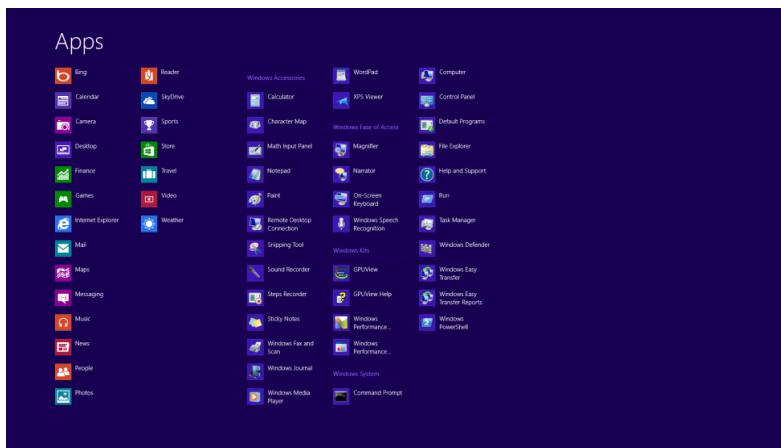 Apps
Bing
Calendar
Camera
Desktop
Finance
Games
Internet Explorer
Mail
Maps
Messaging
Music
News
People
Photos
Reader
SkyDrive
Sports
Store
Travel
Video
Weather
Windows Accessories
Calculator
Character Map
Math Input Panel
Notepad
Paint
Remote Desktop
Connection
Snipping Tool
Sound Recorder
Steps Recorder
Sticky Notes
Windows Fax and
Scan
Windows Journal
Windows Media
Player
WordPad
XPS Viewer
Windows Ease of Access
Magnifier
Narrator
On-Screen
Keyboard
Windows Speech
Recognition
Windows Kits
GPUView
GPUView Help
Windows
Performance...
Windows
Performance...
Windows System
Command Prompt
Computer
Control Panel
Default Programs
File Explorer
Help and Support
Run
Task Manager
Windows Defender
Windows Easy
Transfer
Windows Easy
Transfer Reports
Windows
PowerShell